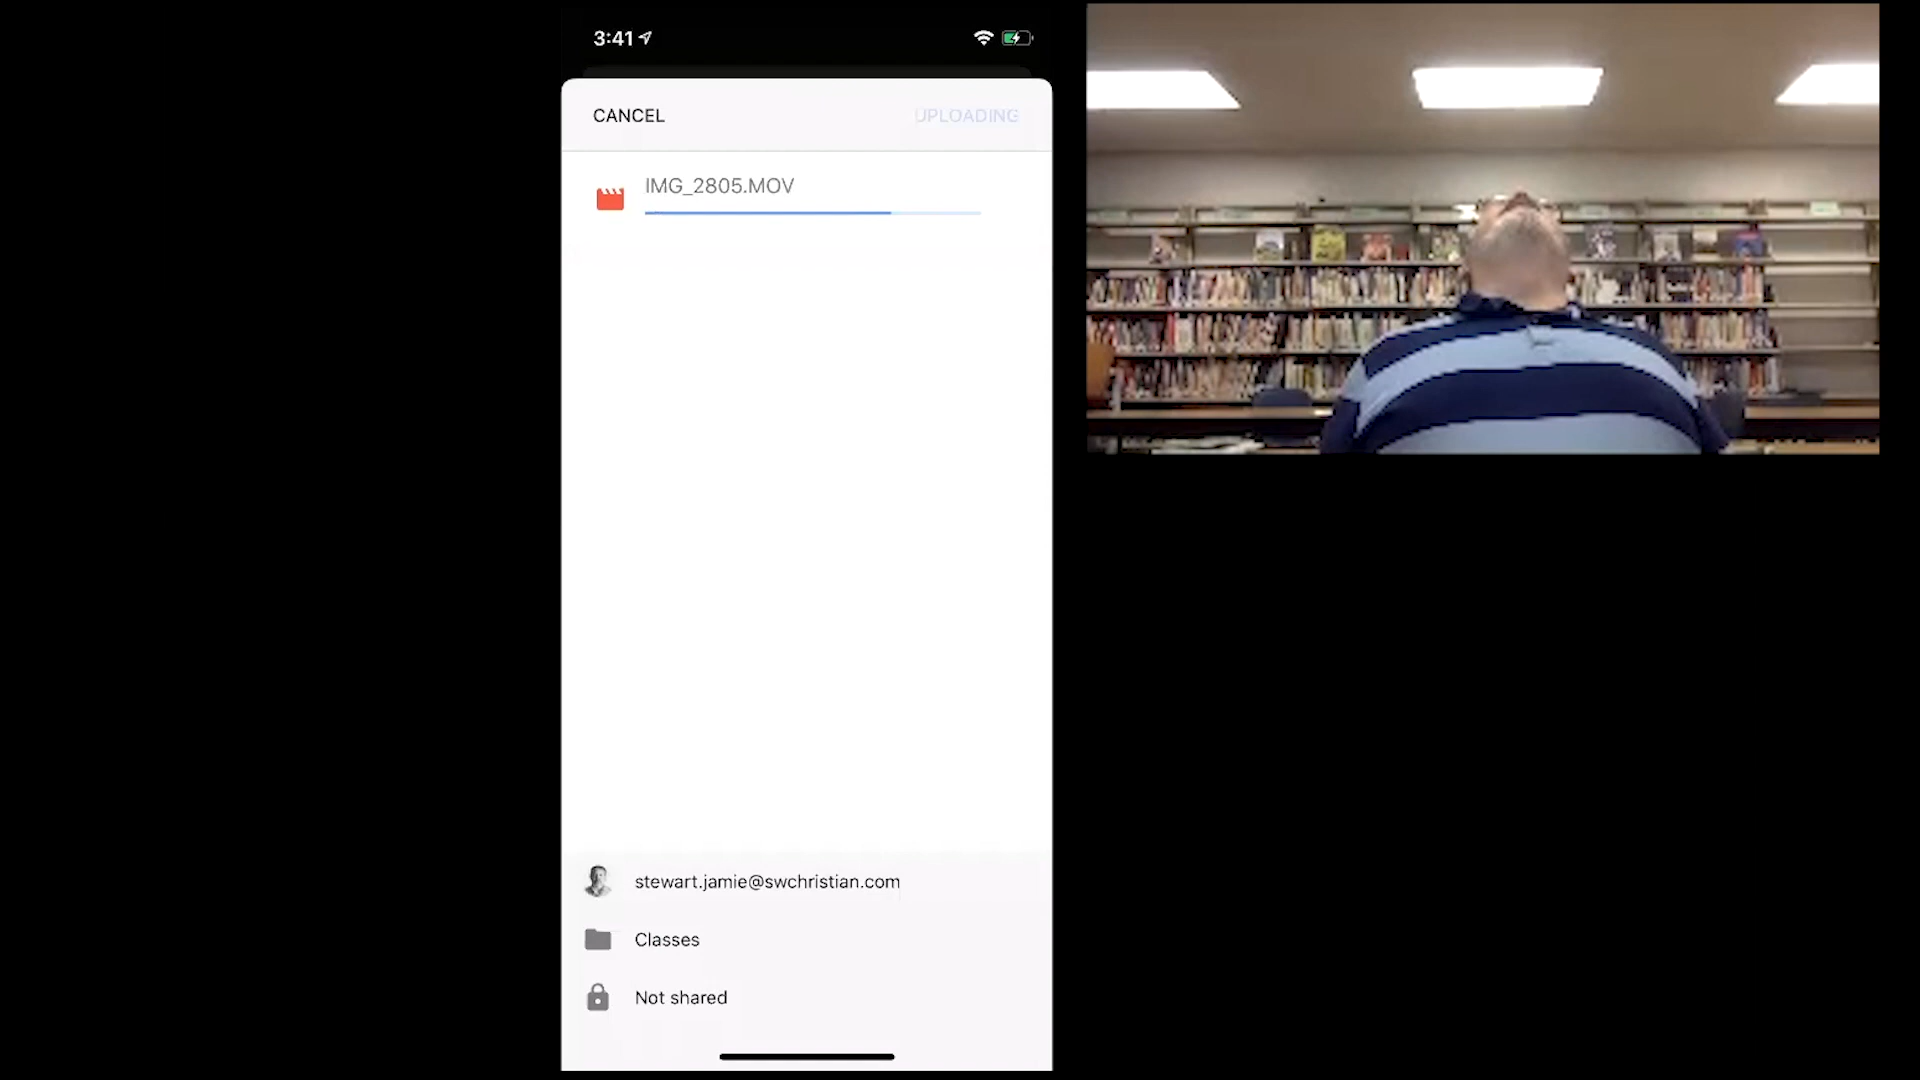 3:41
CANCEL
UPLOADING
IMG_2805.MOV
stewart.jamie@swchristian.com
Classes
Not shared